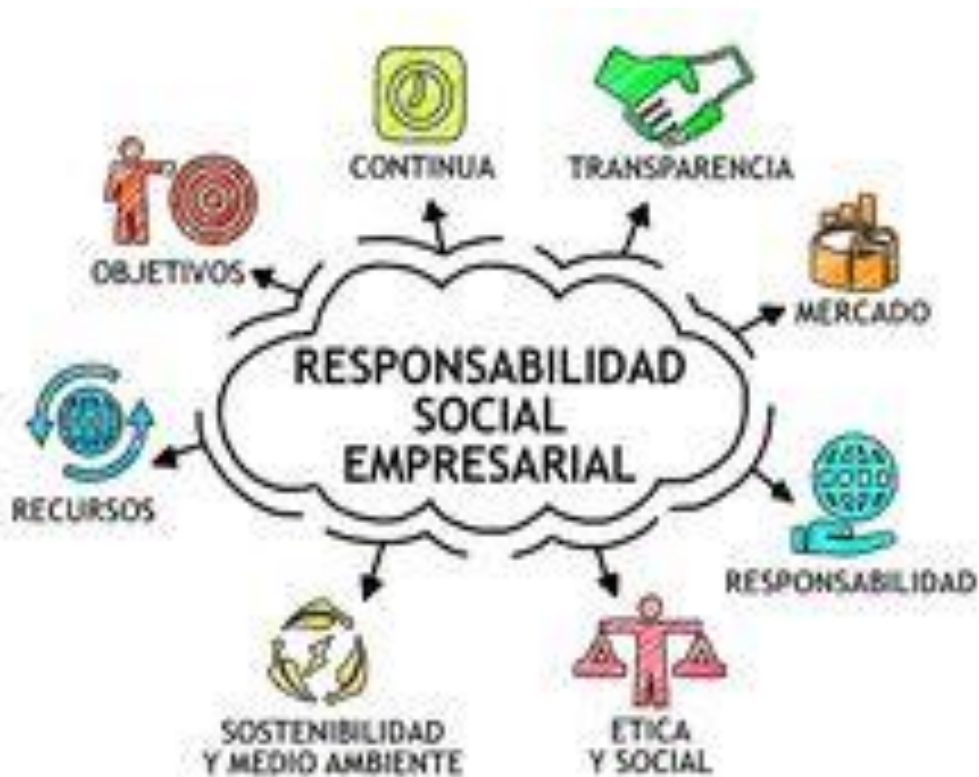 CONTINUA
TRANSPARENCIA
OBJETIVOS
MERCADO
RESPONSABILIDAD
SOCIAL
EMPRESARIAL
RECURSOS
RESPONSABILIDAD
SOSTENIBILIDAD
Y MEDIO AMBIENTE
ETICA
Y SOCIAL